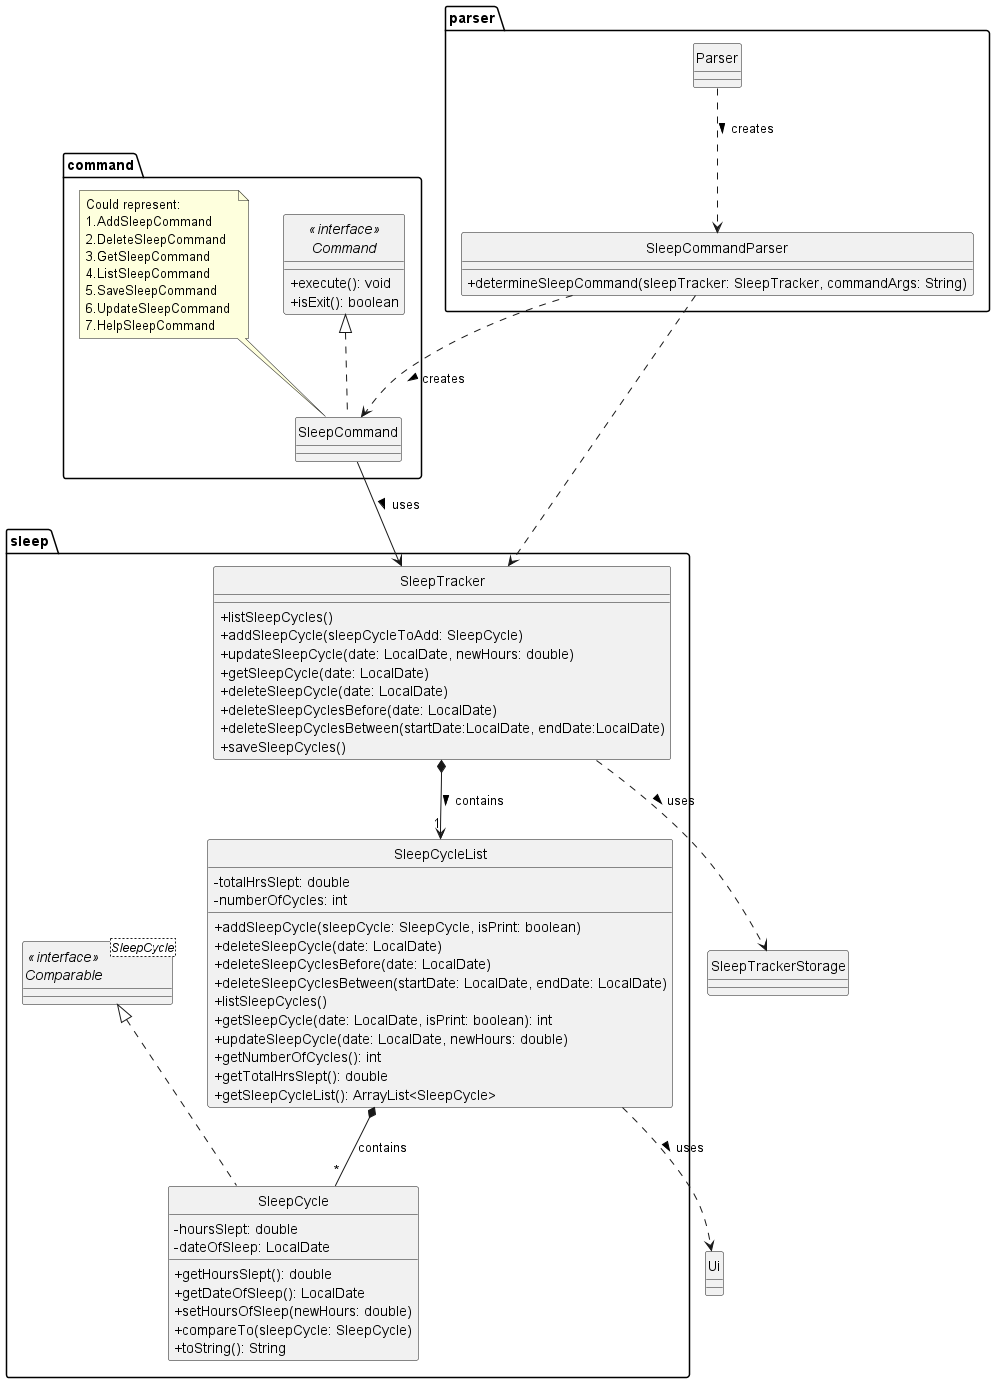 parser
Parser
creates
command
Could represent:
1.AddSleepCommand
2.DeleteSleepCommand
3.GetSleepCommand
4.ListSleepCommand
5.SaveSleepCommand
6.UpdateSleepCommand
7.HelpSleepCommand
«interface»
Command
+execute(): void
+isExit(): boolean
SleepCommandParser
+determineSleepCommand(sleepTracker: SleepTracker, commandArgs: String)
creates
SleepCommand
uses
sleep
SleepTracker
+listSleepCycles()
+addSleepCycle(sleepCycleToAdd: SleepCycle)
+updateSleepCycle(date: LocalDate, newHours: double)
+getSleepCycle(date: LocalDate)
+deleteSleepCycle(date: LocalDate)
+deleteSleepCyclesBefore(date: LocalDate)
+deleteSleepCyclesBetween(startDate:LocalDate, endDate:LocalDate)
+saveSleepCycles()
contains
1
uses
SleepCycleList
-totalHrsSlept: double
-numberOfCycles: int
+addSleepCycle(sleepCycle: SleepCycle, isPrint: boolean)
+deleteSleepCycle(date: LocalDate)
+deleteSleepCyclesBefore(date: LocalDate)
+deleteSleepCyclesBetween(startDate: LocalDate, endDate: LocalDate)
+listSleepCycles()
+getSleepCycle(date: LocalDate, isPrint: boolean): int
+updateSleepCycle(date: LocalDate, newHours: double)
+getNumberOfCycles(): int
+getTotalHrsSlept(): double
+getSleepCycleList(): ArrayList<SleepCycle>
SleepCycle
«interface»
Comparable
SleepTrackerStorage
contains
*
uses
SleepCycle
-hoursSlept: double
-dateOfSleep: LocalDate
+getHoursSlept(): double
+getDateOfSleep(): LocalDate
+setHoursOfSleep(newHours: double)
+compareTo(sleepCycle: SleepCycle)
+toString(): String
Ui